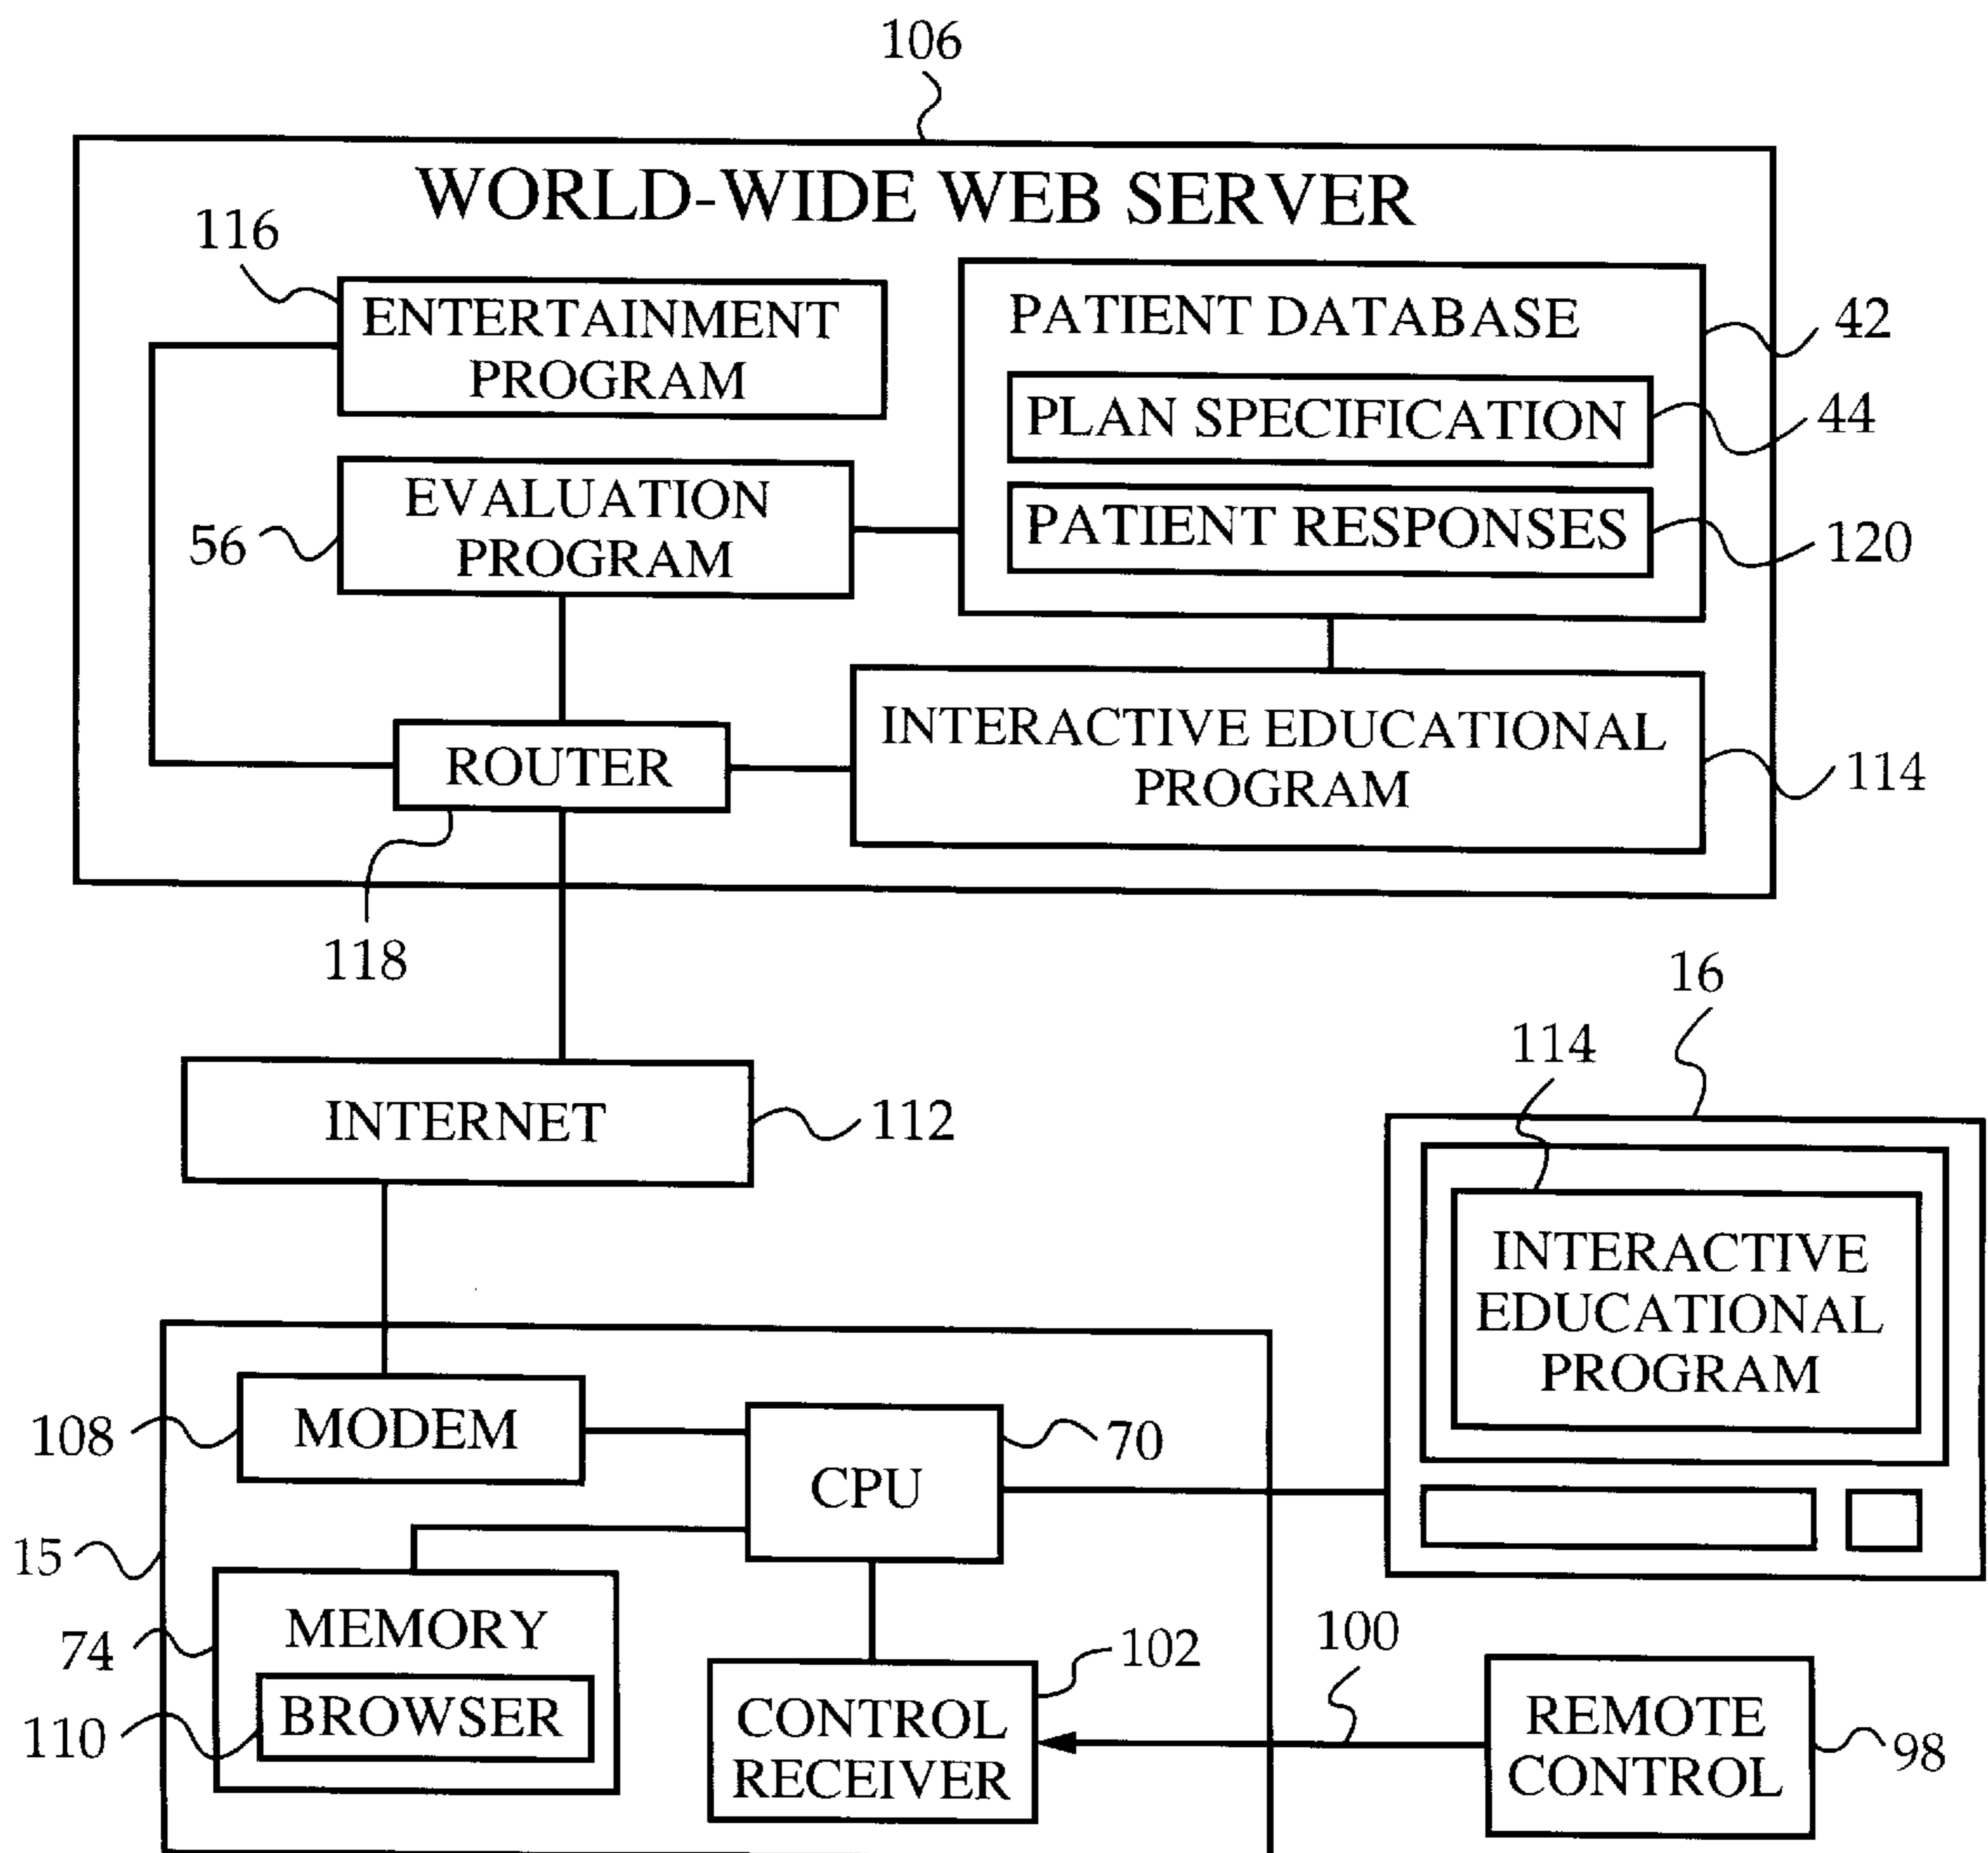 106
WORLD-WIDE WEB SERVER
116
ENTERTAINMENT
PROGRAM
PATIENT DATABASE
42
PLAN SPECIFICATION
44
EVALUATION
PROGRAM
56
PATIENT RESPONSES
120
ROUTER
INTERACTIVE EDUCATIONAL
PROGRAM
114
118
16
114
INTERNET
112
INTERACTIVE
EDUCATIONAL
PROGRAM
108
MODEM
70
CPU
15
MEMORY
74
BROWSER
110
102
CONTROL
RECEIVER
100
REMOTE
CONTROL
98